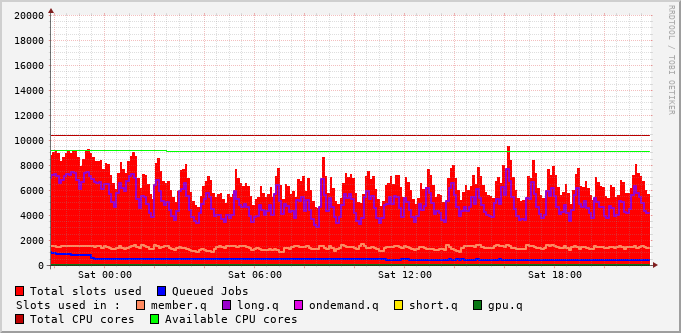 20000
18000
16000
14000
12000
10000
8000
6000
4000
2000
0
Sat 00:00 Sat 06:00 Sat 12:00 Sat 18:00
RRDTOOL / TOBI OETIKER
Total slots used Queued Jobs
Slots used in : member.q long.q ondemand.q short.q gpu.q
Total CPU cores Available CPU cores